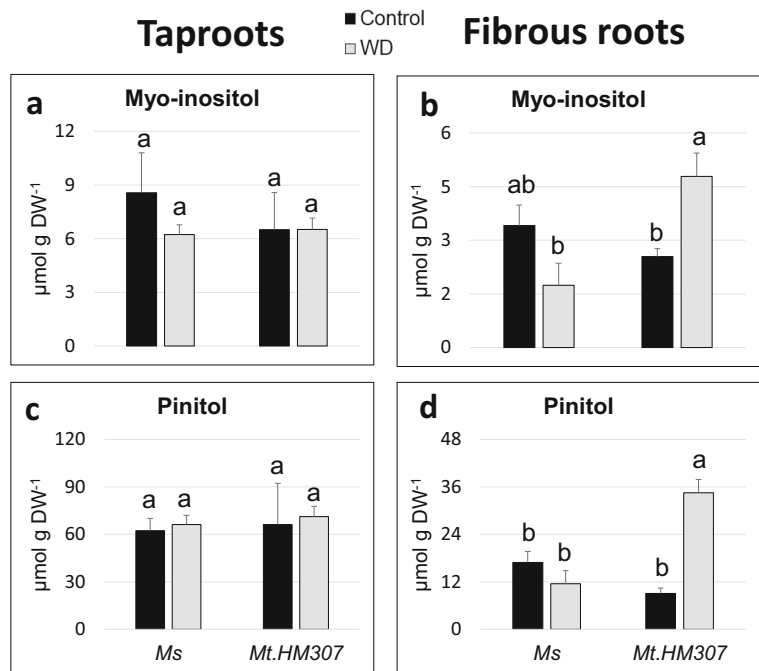 Taproots
Control
WD
Fibrous roots
a
Myo-inositol
12
9
6
3
0
µmol g DW⁻¹
a
a
a
a
b
Myo-inositol
6
5
3
2
0
µmol g DW⁻¹
ab
b
b
a
c
Pinitol
120
90
60
30
0
µmol g DW⁻¹
a
a
a
a
Ms
Mt.HM307
d
Pinitol
48
36
24
12
0
µmol g DW⁻¹
b
b
b
a
Ms
Mt.HM307